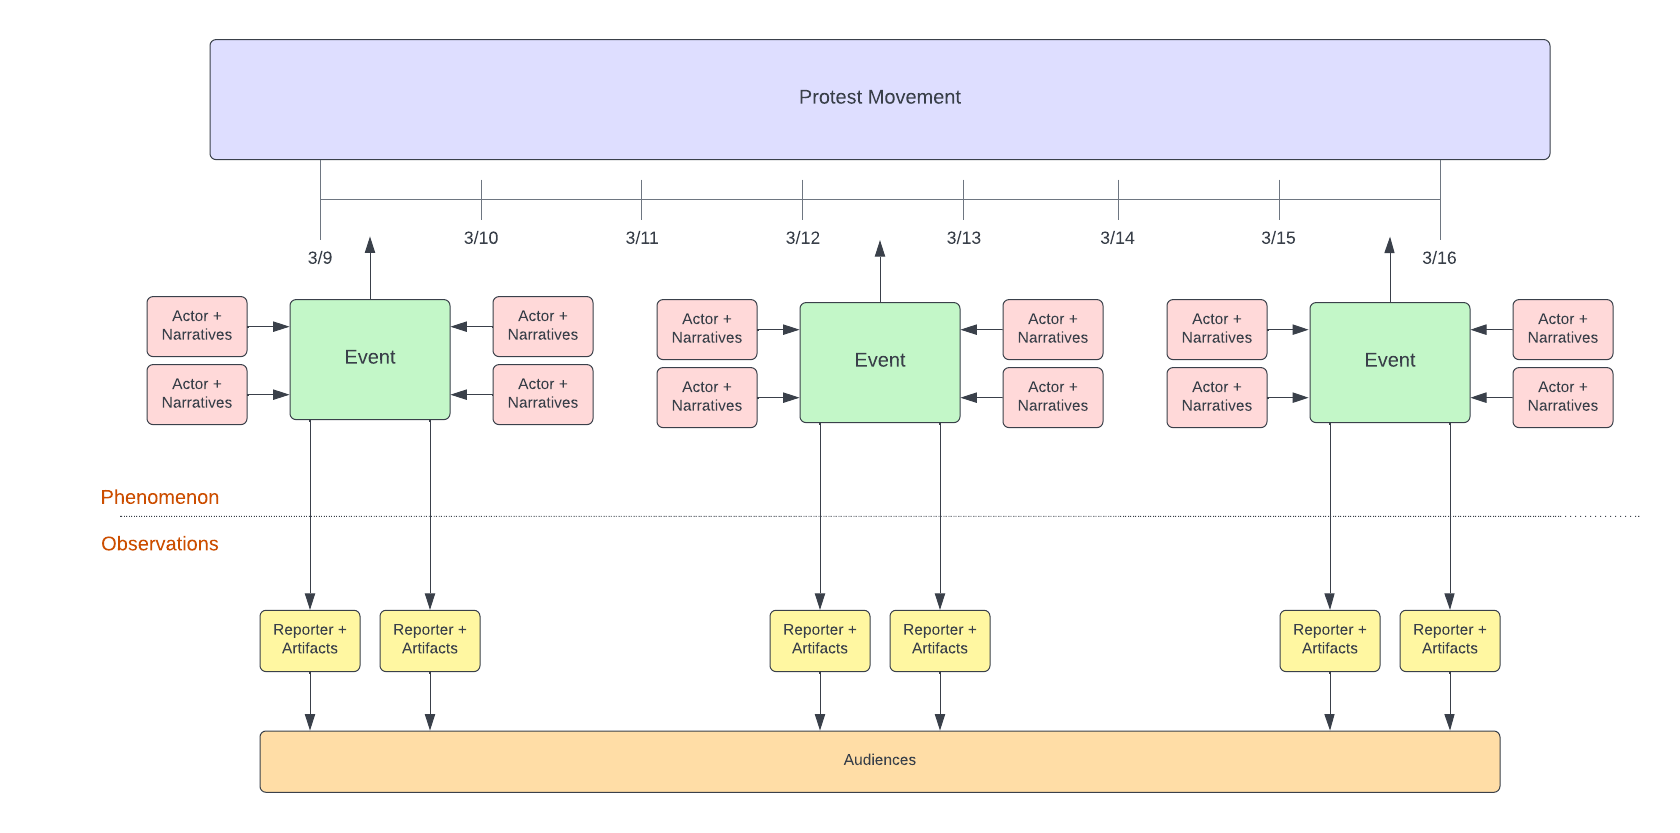 Protest Movement
3/9
3/10
3/11
3/12
3/13
3/14
3/15
3/16
Actor +
Narratives
Actor +
Narratives
Event
Actor +
Narratives
Actor +
Narratives
Actor +
Narratives
Actor +
Narratives
Event
Actor +
Narratives
Actor +
Narratives
Actor +
Narratives
Actor +
Narratives
Event
Actor +
Narratives
Actor +
Narratives
Phenomenon
Observations
Reporter +
Artifacts
Reporter +
Artifacts
Reporter +
Artifacts
Reporter +
Artifacts
Reporter +
Artifacts
Reporter +
Artifacts
Audiences